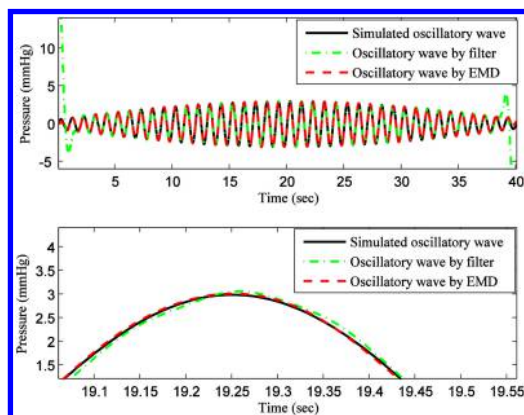 10
5
0
-5
Pressure (mmHg)
Simulated oscillatory wave
Oscillatory wave by filter
Oscillatory wave by EMD
5 10 15 20 25 30 35 40
Time (sec)
4
3.5
3
2.5
2
1.5
Pressure (mmHg)
Simulated oscillatory wave
Oscillatory wave by filter
Oscillatory wave by EMD
19.1 19.15 19.2 19.25 19.3 19.35 19.4 19.45 19.5 19.55
Time (sec)